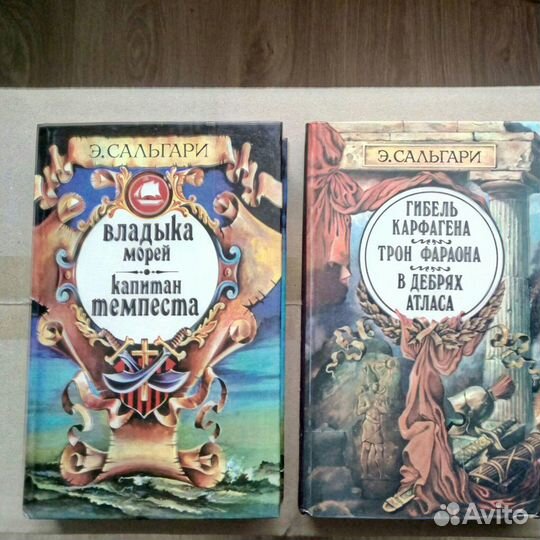 Э. САЛЬГАРИ
ВЛАДЫКА
МОРЕЙ
КАПИТАН
ТЕМПЕСТА
Э. САЛЬГАРИ
ГИБЕЛЬ
КАРФАГЕНА
ТРОН ФАРАОНА
В ДЕБРЯХ
АТЛАСА
Avito